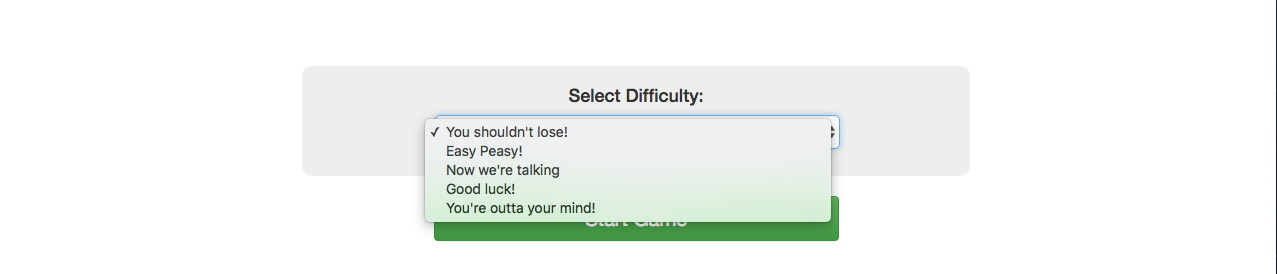 Select Difficulty:
✓ You shouldn't lose!
Easy Peasy!
Now we're talking
Good luck!
You're outta your mind!
Start Game